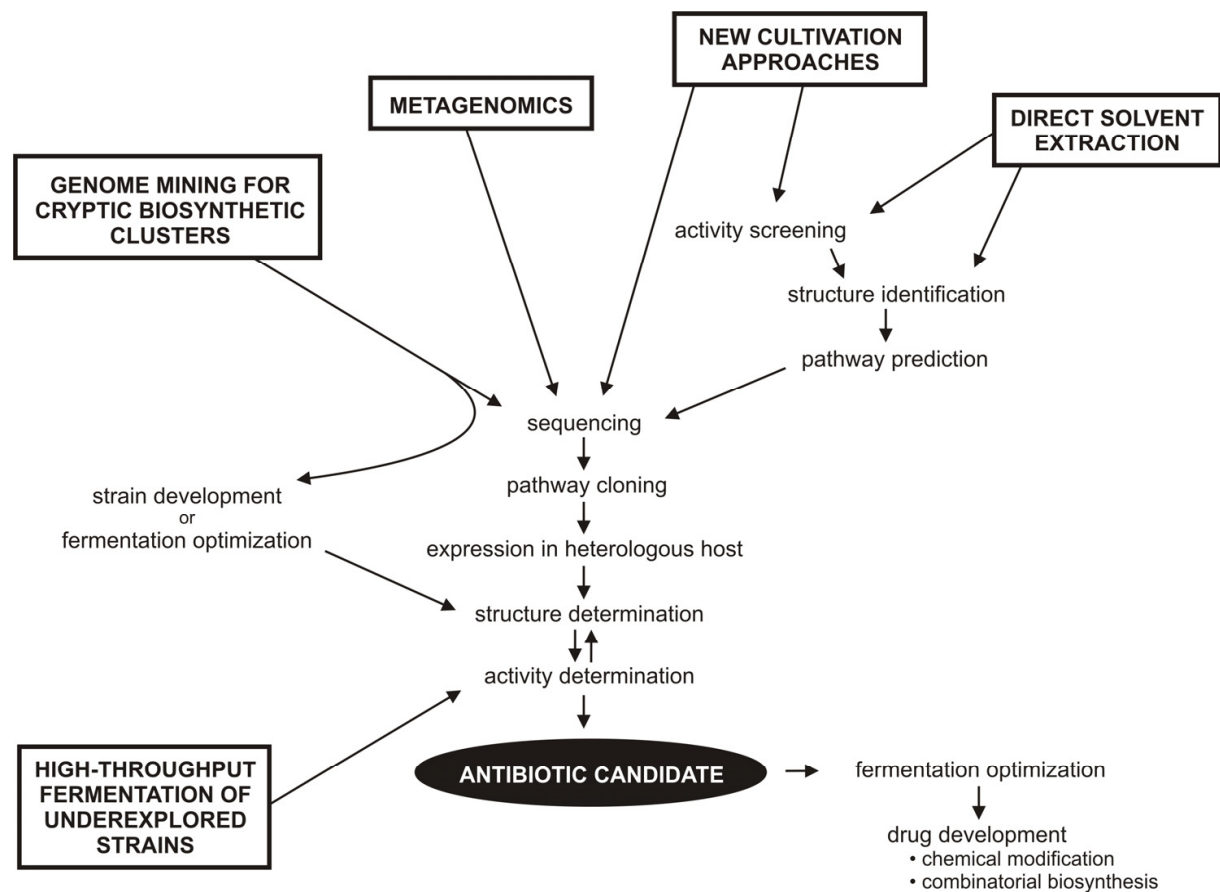 NEW CULTIVATION
APPROACHES
METAGENOMICS
DIRECT SOLVENT
EXTRACTION
GENOME MINING FOR
CRYPTIC BIOSYNTHETIC
CLUSTERS
activity screening
structure identification
pathway prediction
sequencing
pathway cloning
strain development
or
fermentation optimization
expression in heterologous host
structure determination
activity determination
HIGH-THROUGHPUT
FERMENTATION OF
UNDEREXPLORED
STRAINS
ANTIBIOTIC CANDIDATE
fermentation optimization
drug development
• chemical modification
• combinatorial biosynthesis